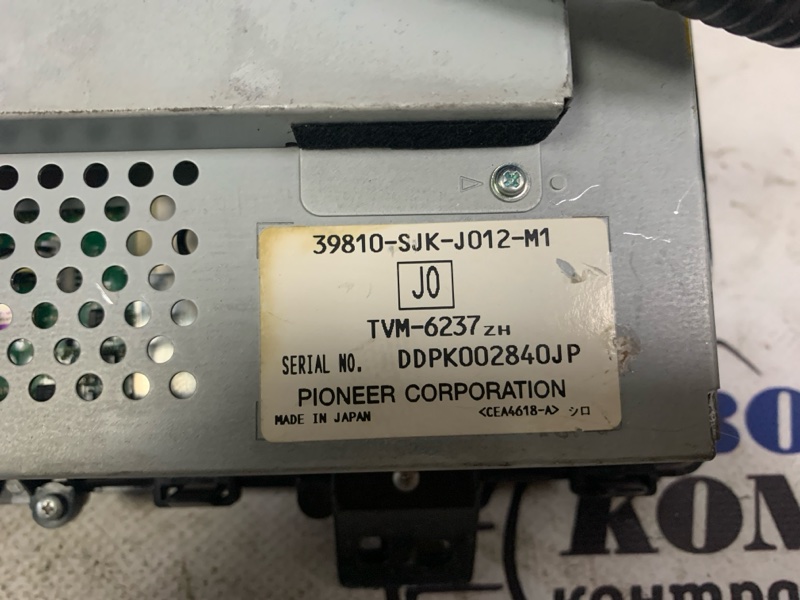 39810-SJK-J012-M1
J0
TVM-6237ZH
SERIAL NO. DDPK002840JP
PIONEER CORPORATION
MADE IN JAPAN <CEA4618-A> シロ